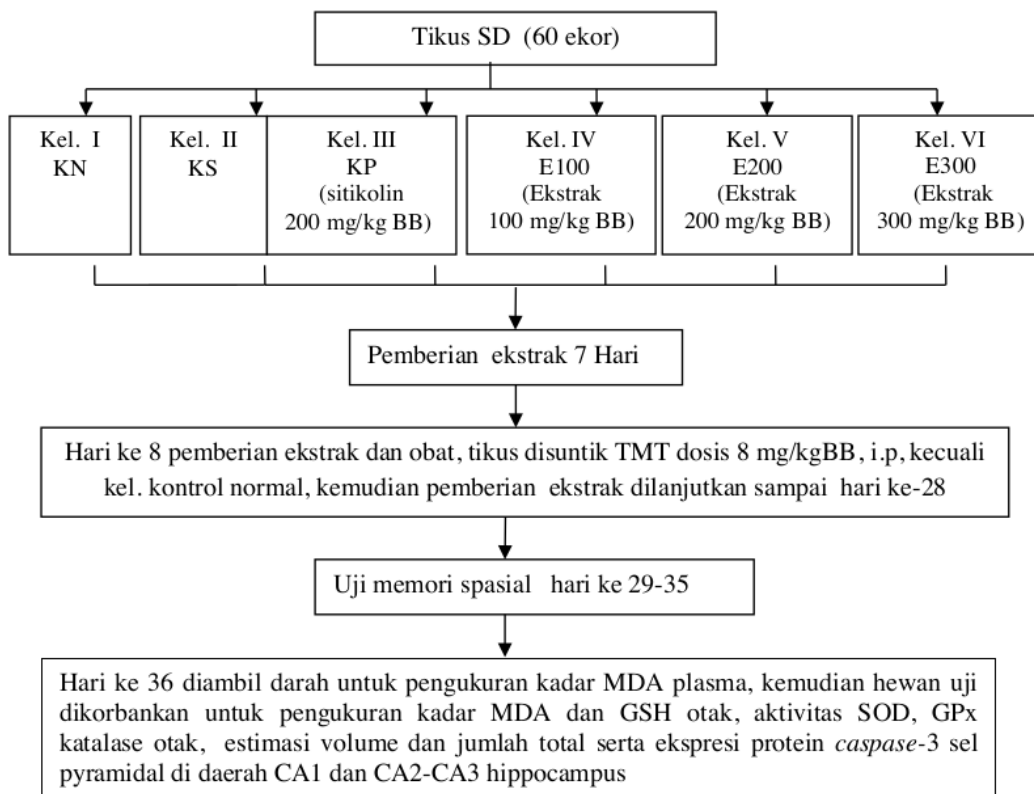 Tikus SD (60 ekor)
Kel. I
KN
Kel. II
KS
Kel. III
KP
(sitikolin
200 mg/kg BB)
Kel. IV
E100
(Ekstrak
100 mg/kg BB)
Kel. V
E200
(Ekstrak
200 mg/kg BB)
Kel. VI
E300
(Ekstrak
300 mg/kg BB)
Pemberian ekstrak 7 Hari
Hari ke 8 pemberian ekstrak dan obat, tikus disuntik TMT dosis 8 mg/kgBB, i.p, kecuali
kel. kontrol normal, kemudian pemberian ekstrak dilanjutkan sampai hari ke-28
Uji memori spasial hari ke 29-35
Hari ke 36 diambil darah untuk pengukuran kadar MDA plasma, kemudian hewan uji
dikorbankan untuk pengukuran kadar MDA dan GSH otak, aktivitas SOD, GPx
katalase otak, estimasi volume dan jumlah total serta ekspresi protein caspase-3 sel
pyramidal di daerah CA1 dan CA2-CA3 hippocampus